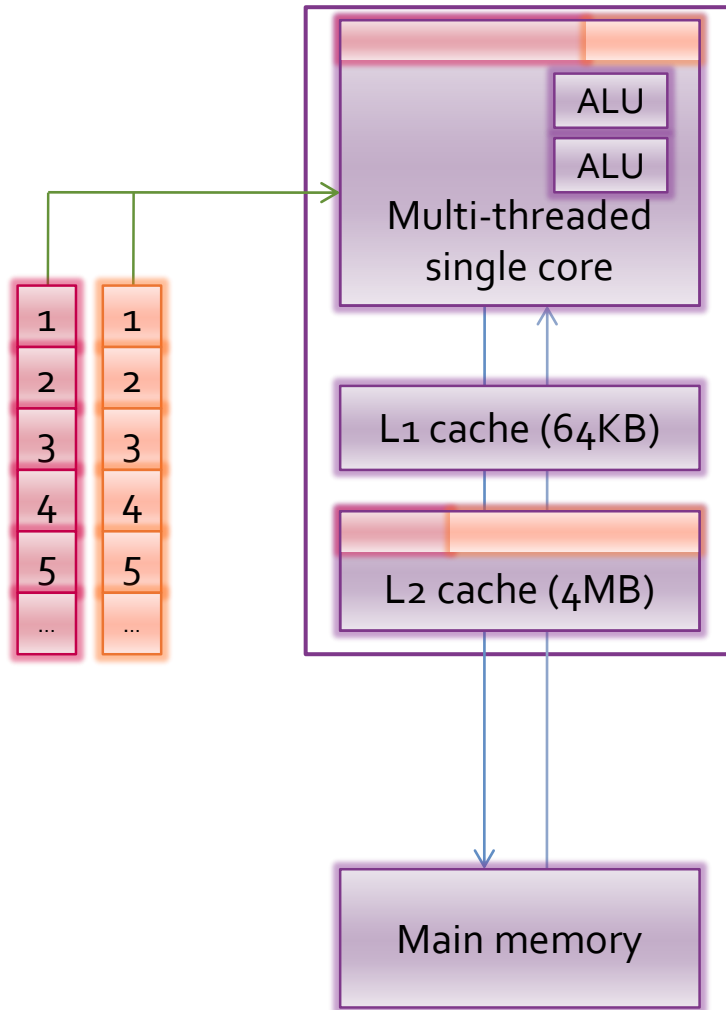 ALU
ALU
Multi-threaded
single core
1
2
3
4
5
...
1
2
3
4
5
...
L1 cache (64KB)
L2 cache (4MB)
Main memory